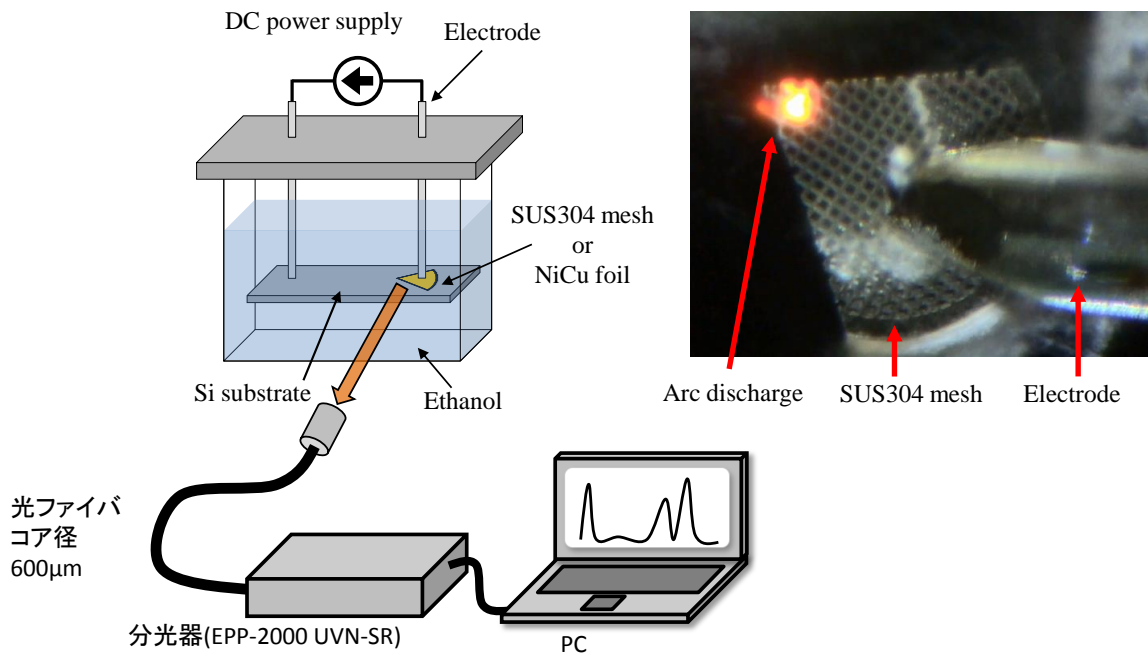 DC power supply
Electrode
SUS304 mesh
or
NiCu foil
Si substrate
Ethanol
Arc discharge
SUS304 mesh
Electrode
光ファイバ
コア径
600μm
分光器(EPP-2000 UVN-SR)
PC